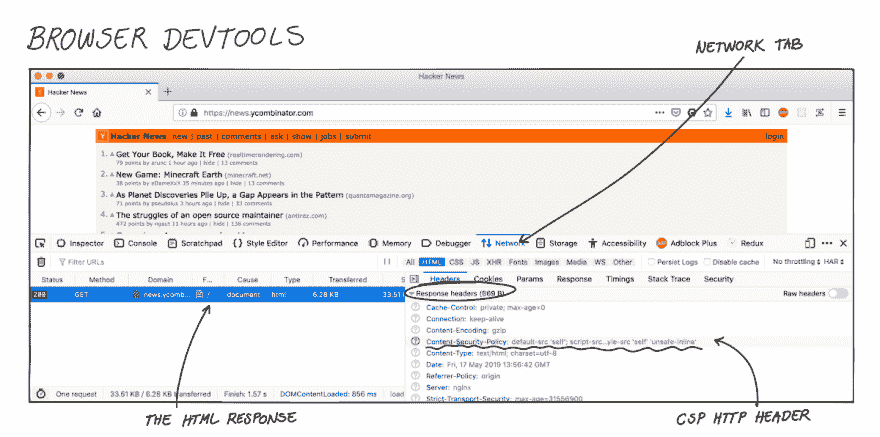 BROWSER DEVTOOLS
NETWORK TAB
Hacker News
Hacker News × +
https://news.ycombinator.com
Hacker News new | past | comments | ask | show | jobs | submit login
1. Get Your Book, Make It Free (realtimerendering.com)
79 points by arunc 1 hour ago | hide | 13 comments
2. New Game: Minecraft Earth
38 points by 35 minutes ago | hide | 13 comments
3. As Planet Discoveries Pile Up, a Gap Appears in the Pattern (quantamagazine.org)
71 points by pseudolus 3 hours ago | hide | 33 comments
4. The struggles of an open source maintainer (antirez.com)
472 points by 11 hours ago | hide | 136 comments
Inspector Console Scratchpad {} Style Editor Performance Memory Debugger Network Storage Accessibility Adblock Plus Redux
Filter URLs All HTML CSS JS XHR Fonts Images Media WS Other Persist Logs Disable cache No throttling HAR
Status Method Domain F... Cause Type Transferred S Headers Cookies Params Response Timings Stack Trace Security
200 GET news.ycomb... / document html 6.28 KB 33.51 Response headers (669 B) Raw headers
Cache-Control: private; max-age=0
Connection: keep-alive
Content-Encoding: gzip
Content-Security-Policy: default-src 'self'; script-src...yle-src 'self' 'unsafe-inline'
Content-Type: text/html; charset=utf-8
Date: Fri, 17 May 2019 13:56:42 GMT
Referrer-Policy: origin
Server: nginx
Strict-Transport-Security: max-age=31556900
One request 33.51 KB / 6.28 KB transferred Finish: 1.57 s DOMContentLoaded: 856 ms load
THE HTML RESPONSE
CSP HTTP HEADER